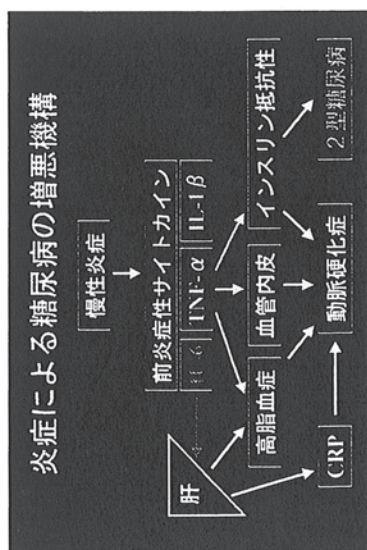 炎症による糖尿病の増悪機構
慢性炎症
前炎症性サイトカイン
IL-6 TNF-α IL-1β
肝
高脂血症 血管内皮 インスリン抵抗性
CRP 動脈硬化症 2型糖尿病